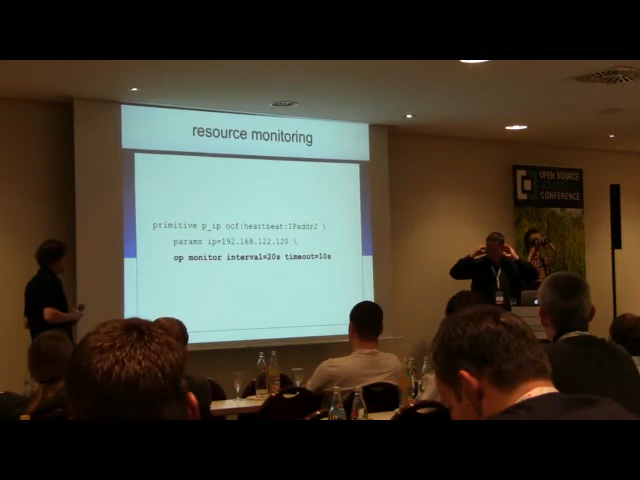 resource monitoring
primitive p_ip ocf:heartbeat:IPaddr2 \
params ip=192.168.122.120 \
op monitor interval=20s timeout=10s
OPEN SOURCE
CONFERENCE